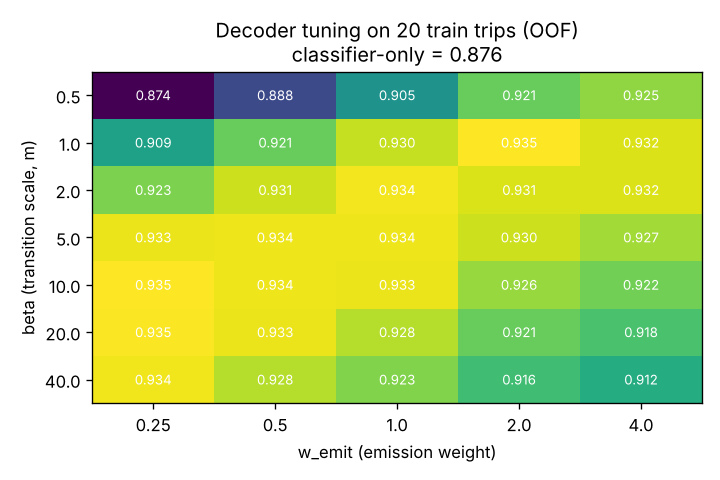 Decoder tuning on 20 train trips (OOF)
classifier-only = 0.876
beta (transition scale, m)
0.5 0.874 0.888 0.905 0.921 0.925
1.0 0.909 0.921 0.930 0.935 0.932
2.0 0.923 0.931 0.934 0.931 0.932
5.0 0.933 0.934 0.934 0.930 0.927
10.0 0.935 0.934 0.933 0.926 0.922
20.0 0.935 0.933 0.928 0.921 0.918
40.0 0.934 0.928 0.923 0.916 0.912
0.25 0.5 1.0 2.0 4.0
w_emit (emission weight)